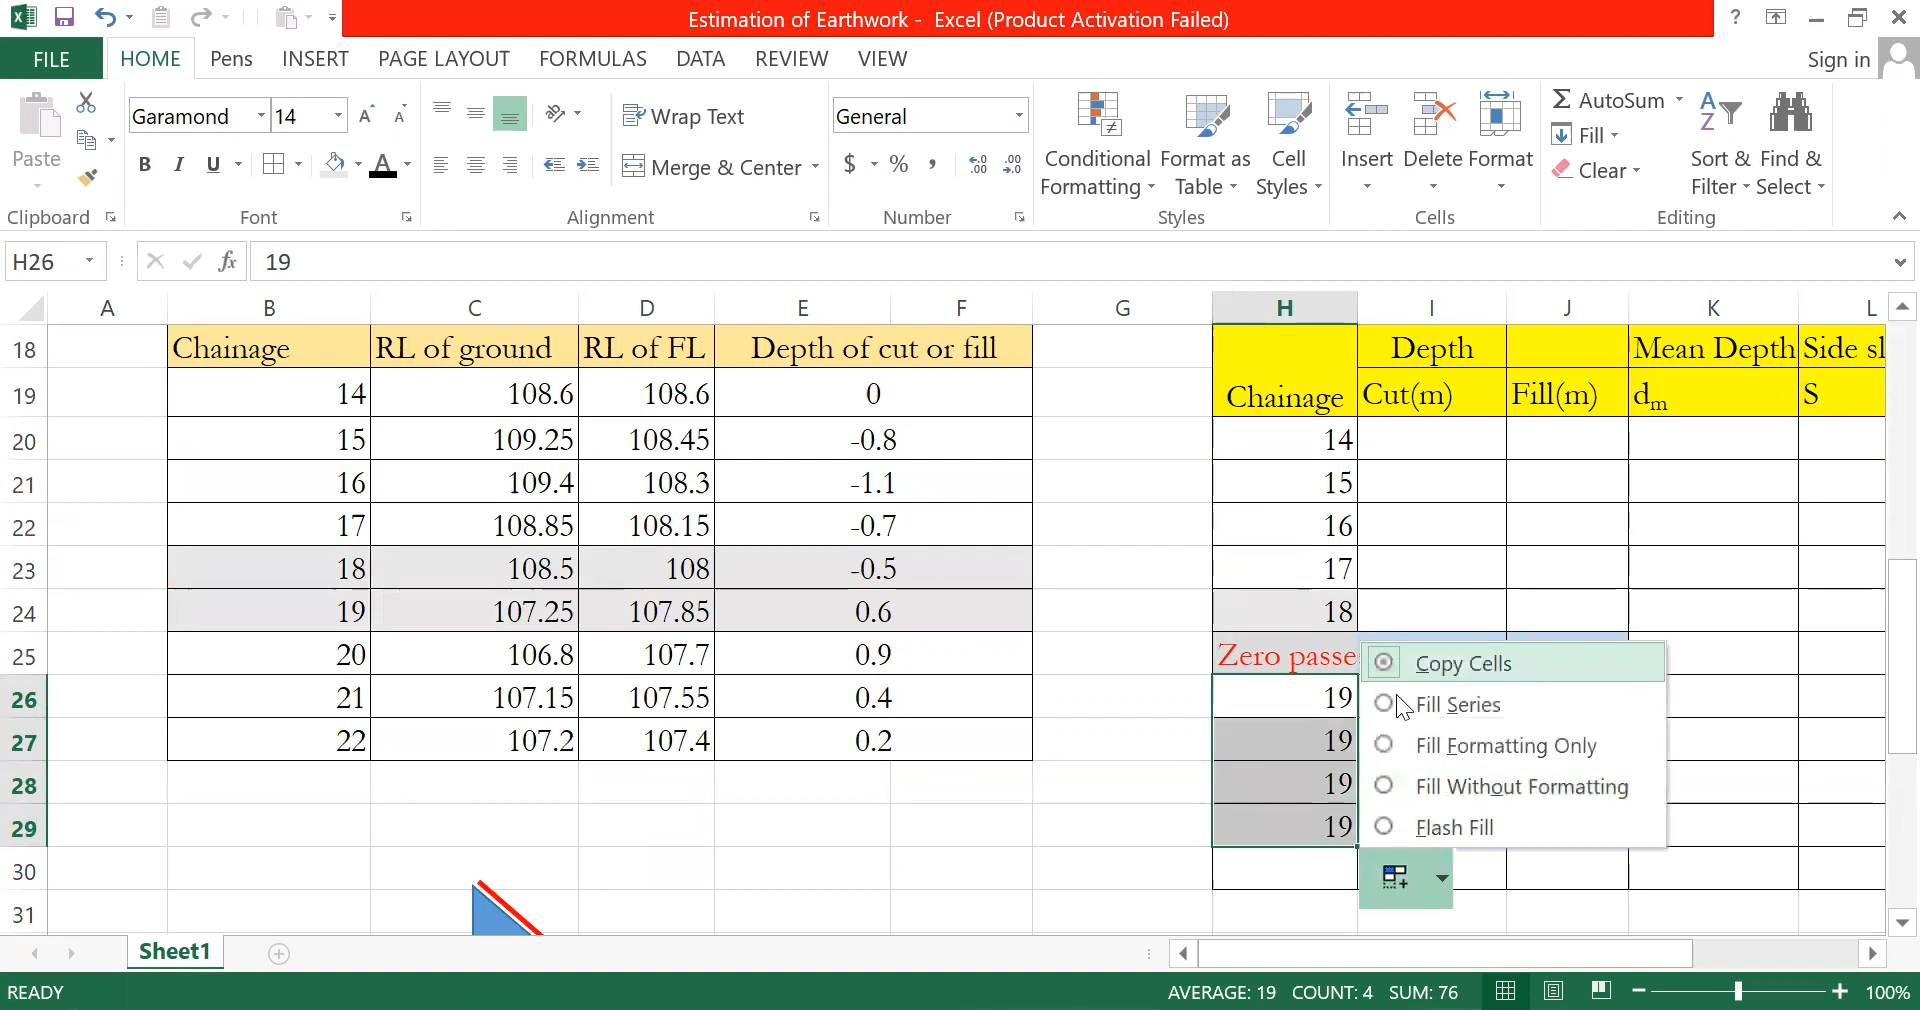 Estimation of Earthwork - Excel (Product Activation Failed)
?
FILE HOME Pens INSERT PAGE LAYOUT FORMULAS DATA REVIEW VIEW Sign in
Garamond 14 A A
Wrap Text
General
Paste
B I U A
Merge & Center
$ % ,
.0 .00
.00 .0
Conditional Formatting
Format as Table
Cell Styles
Insert
Delete
Format
AutoSum
Fill
Clear
Sort & Filter
Find & Select
Clipboard Font Alignment Number Styles Cells Editing
H26 fx 19
A B C D E F G H I J K L
18 Chainage RL of ground RL of FL Depth of cut or fill Depth Mean Depth Side sl
19 14 108.6 108.6 0 Chainage Cut(m) Fill(m) dm S
20 15 109.25 108.45 -0.8 14
21 16 109.4 108.3 -1.1 15
22 17 108.85 108.15 -0.7 16
23 18 108.5 108 -0.5 17
24 19 107.25 107.85 0.6 18
25 20 106.8 107.7 0.9 Zero passe
26 21 107.15 107.55 0.4 19
27 22 107.2 107.4 0.2 19
28 19
29 19
30
31
Copy Cells
Fill Series
Fill Formatting Only
Fill Without Formatting
Flash Fill
Sheet1
READY AVERAGE: 19 COUNT: 4 SUM: 76 100%